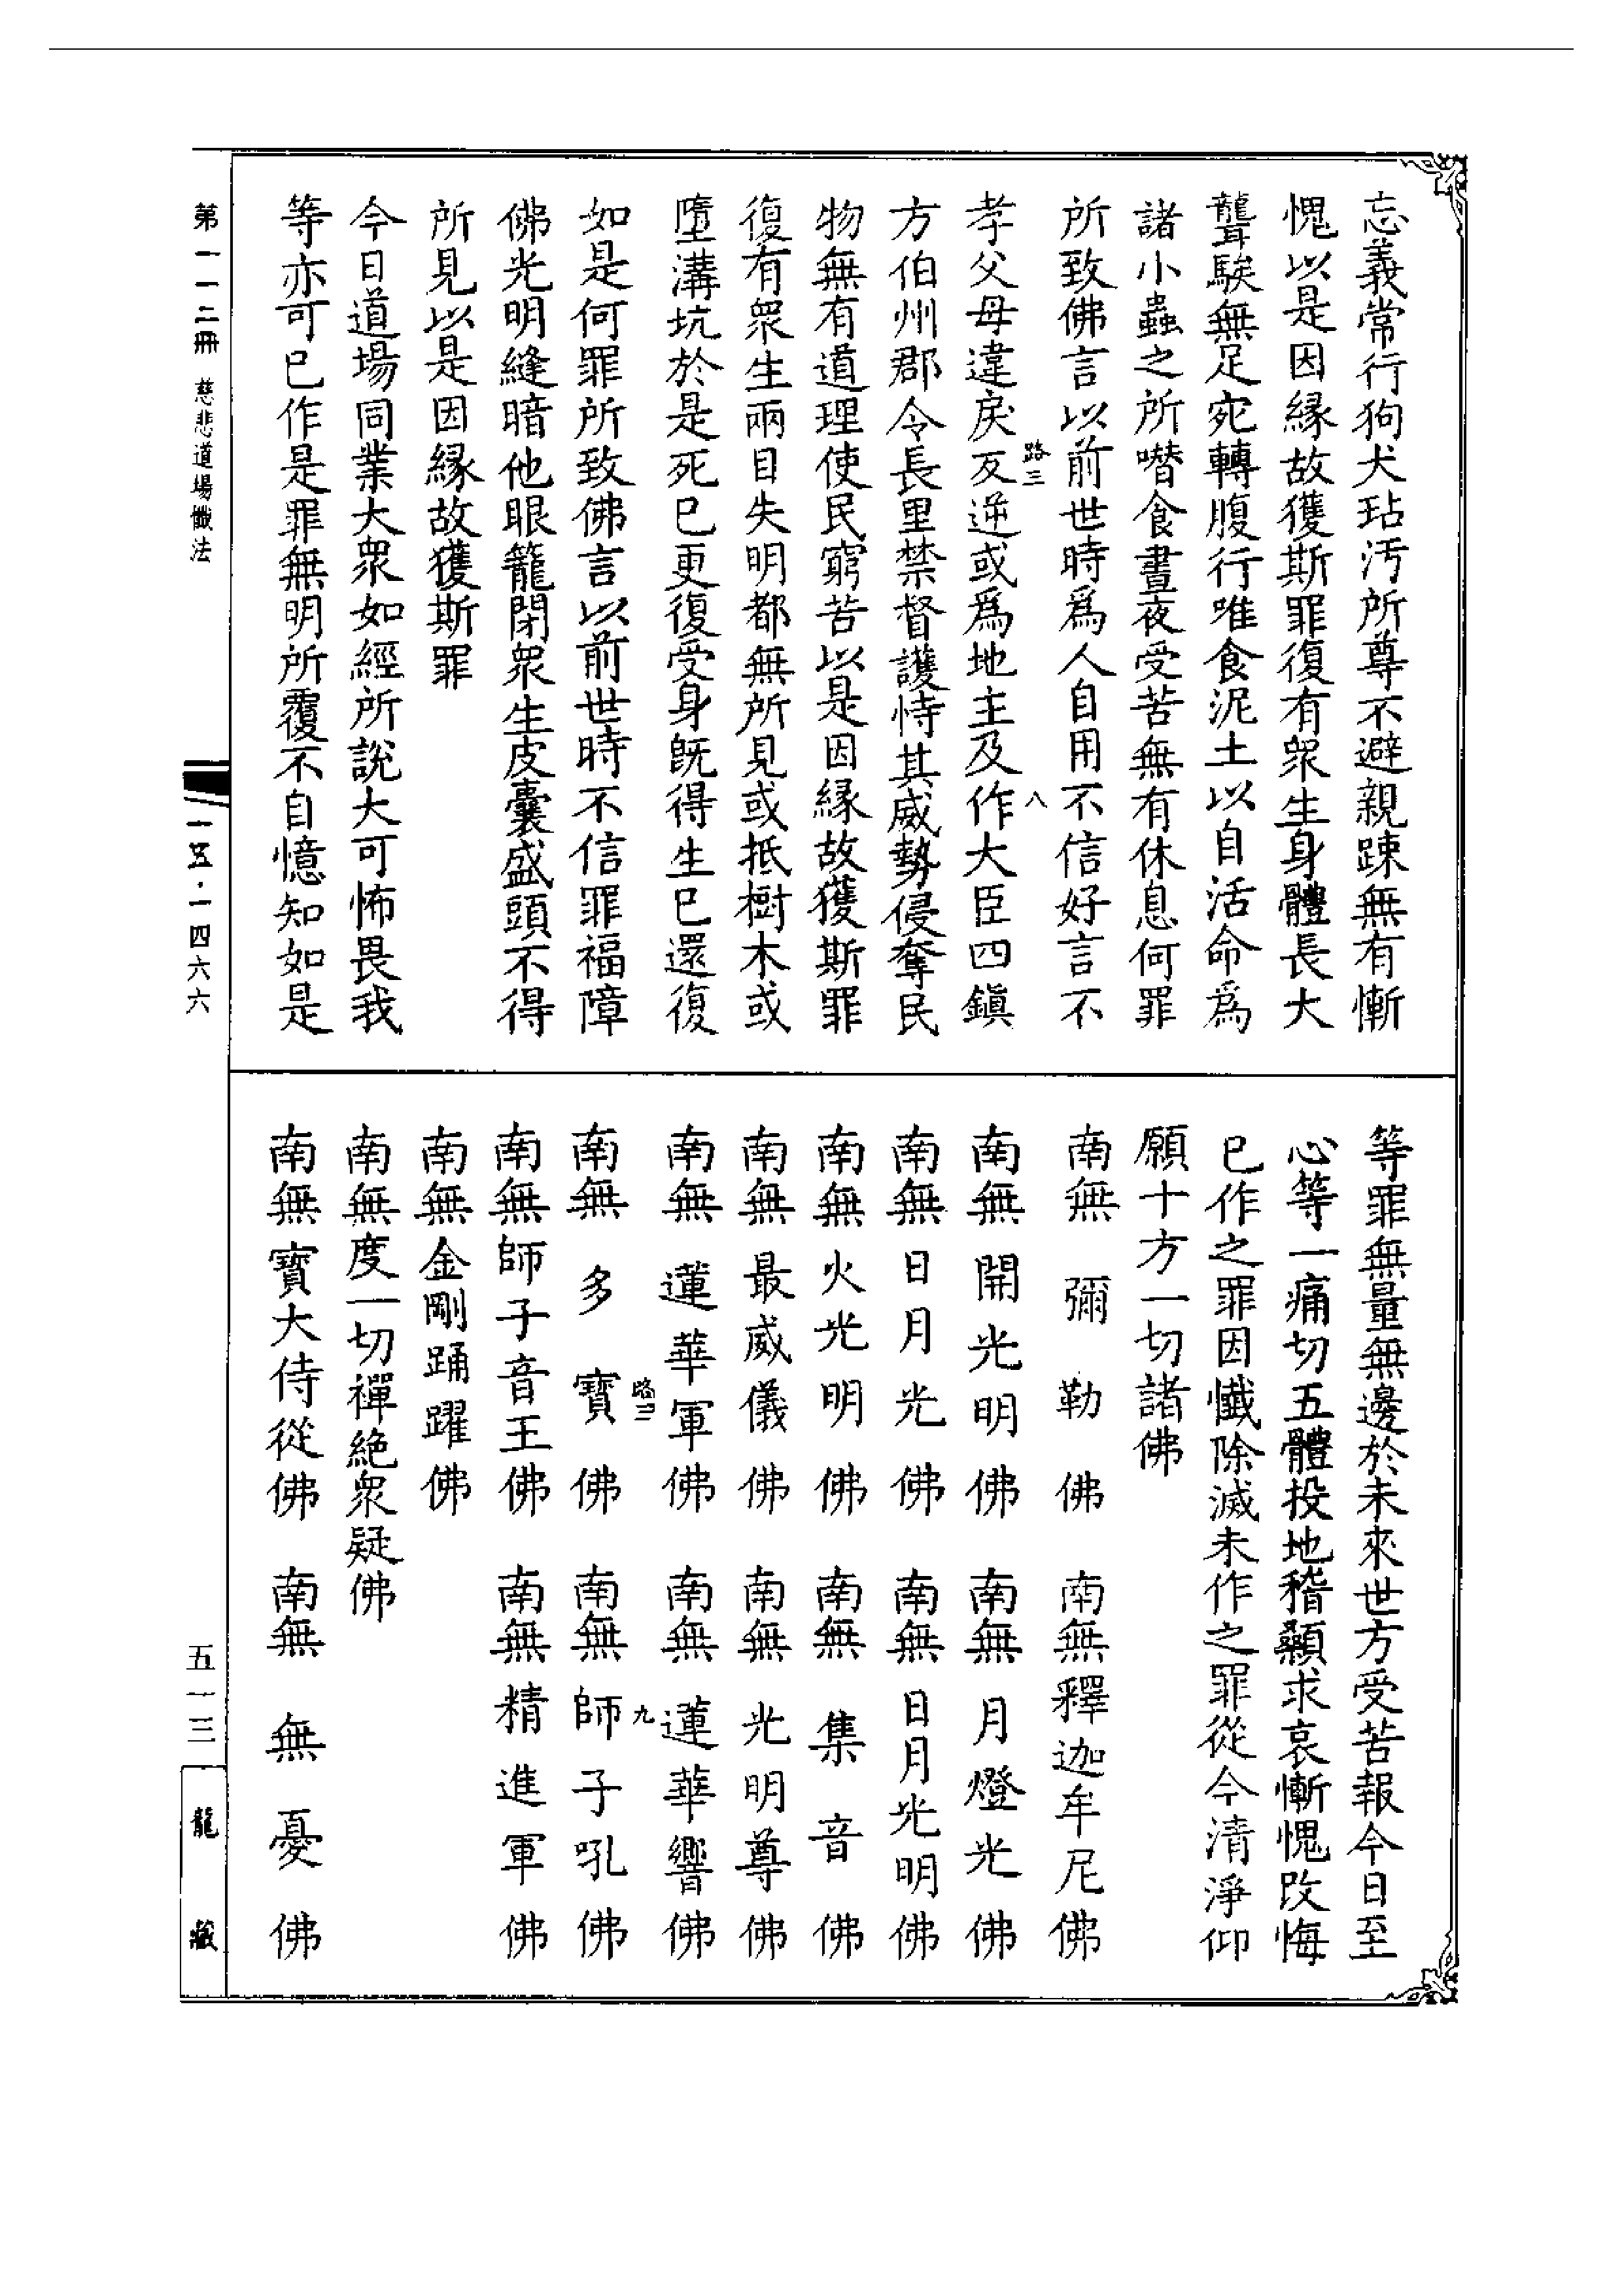 忘義常行狗犬玷汚所尊不避親踈無有慚
愧以是因緣故獲斯罪復有衆生身體長大
聾騃無足宛轉腹行唯食泥土以自活命爲
諸小蟲之所噆食晝夜受苦無有休息何罪
所致佛言以前世時爲人自用不信好言不
孝父母違戾反逆或爲地主及作大臣四鎭
路三
八
方伯州郡令長里禁督護恃其威勢侵奪民
物無有道理使民窮苦以是因緣故獲斯罪
復有衆生兩目失明都無所見或抵樹木或
墮溝坑於是死已更復受身旣得生已還復
如是何罪所致佛言以前世時不信罪福障
佛光明縫暗他眼籠閉衆生皮囊盛頭不得
所見以是因緣故獲斯罪
今日道場同業大衆如經所說大可怖畏我
等亦可已作是罪無明所覆不自憶知如是
等罪無量無邊於未來世方受苦報今日至
心等一痛切五體投地稽顙求哀慚愧改悔
已作之罪因懺除滅未作之罪從今清淨仰
願十方一切諸佛
南無彌勒佛 南無釋迦牟尼佛
南無開光明佛 南無月燈光佛
南無日月光佛 南無日月光明佛
南無火光明佛 南無集音佛
南無最威儀佛 南無光明尊佛
南無蓮華軍佛 南無蓮華響佛
路三
九
南無多寶佛 南無師子吼佛
南無師子音王佛 南無精進軍佛
南無金剛踊躍佛
南無度一切禪絶衆疑佛
南無寶大侍從佛 南無無憂佛
第一一二冊 慈悲道場懺法
一五·一四六六
五一三
龍藏